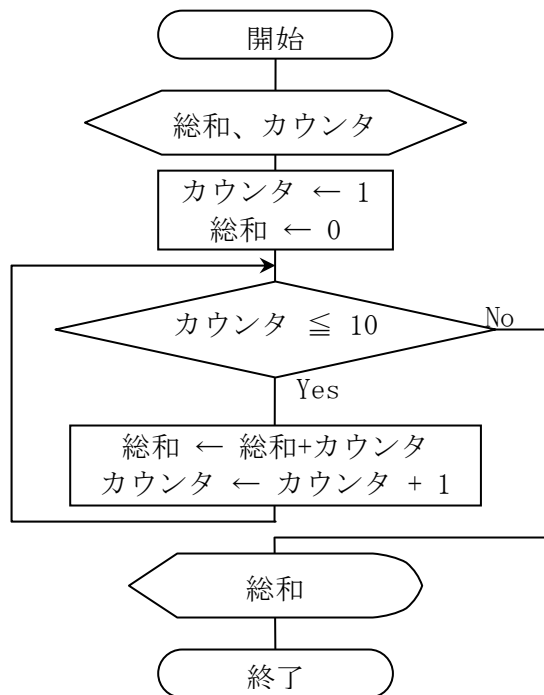 開始
総和、カウンタ
カウンタ ← 1
総和 ← 0
カウンタ ≦ 10
No
Yes
総和 ← 総和+カウンタ
カウンタ ← カウンタ + 1
総和
終了